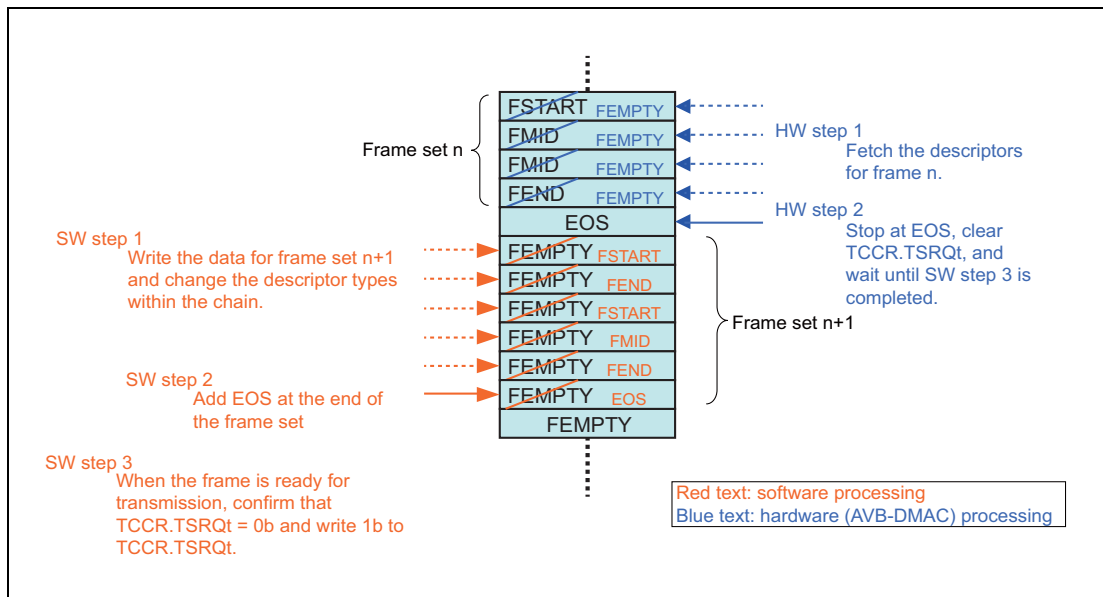 FSTART FEMPTY
FMID FEMPTY
FMID FEMPTY
FEND FEMPTY
EOS
FEMPTY FSTART
FEMPTY FEND
FEMPTY FSTART
FEMPTY FMID
FEMPTY FEND
FEMPTY EOS
FEMPTY
Frame set n
HW step 1
Fetch the descriptors
for frame n.
HW step 2
Stop at EOS, clear
TCCR.TSRQt, and
wait until SW step 3 is
completed.
Frame set n+1
SW step 1
Write the data for frame set n+1
and change the descriptor types
within the chain.
SW step 2
Add EOS at the end of
the frame set
SW step 3
When the frame is ready for
transmission, confirm that
TCCR.TSRQt = 0b and write 1b to
TCCR.TSRQt.
Red text: software processing
Blue text: hardware (AVB-DMAC) processing